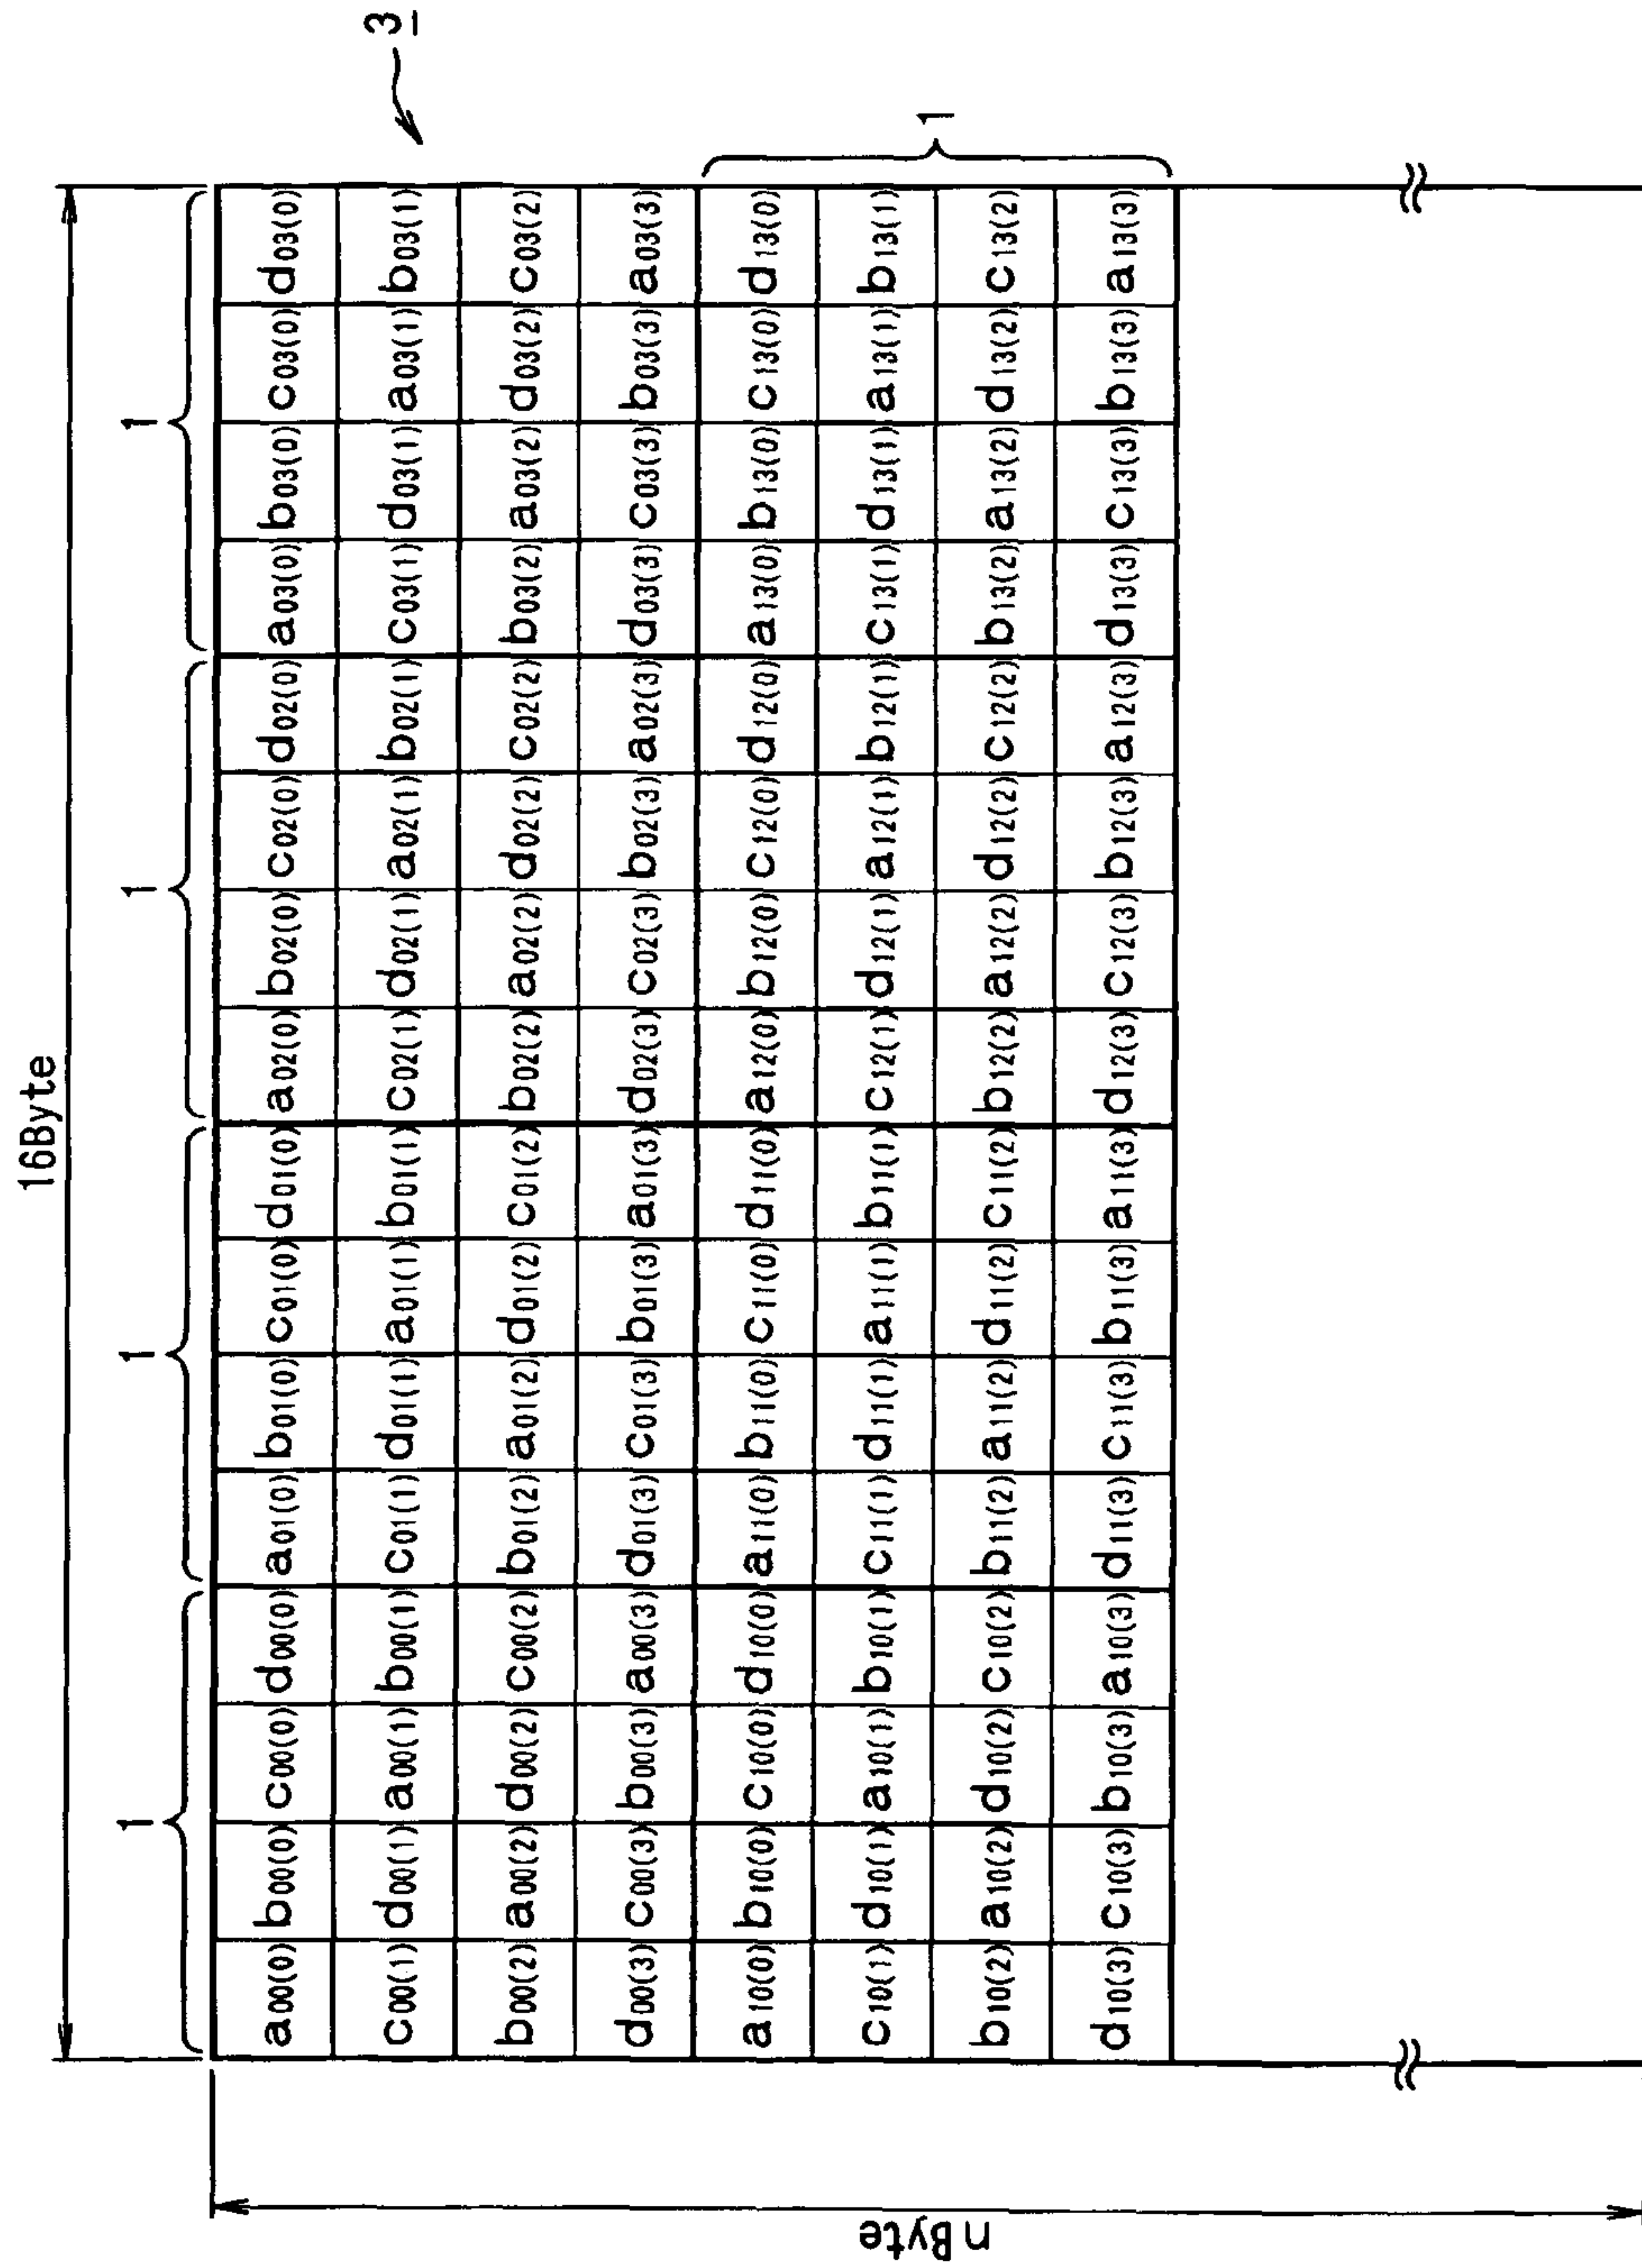 16Byte
3
1 1 1 1
a00(0) b00(0) c00(0) d00(0) a01(0) b01(0) c01(0) d01(0) a02(0) b02(0) c02(0) d02(0) a03(0) b03(0) c03(0) d03(0)
c00(1) d00(1) a00(1) b00(1) c01(1) d01(1) a01(1) b01(1) c02(1) d02(1) a02(1) b02(1) c03(1) d03(1) a03(1) b03(1)
b00(2) a00(2) d00(2) c00(2) b01(2) a01(2) d01(2) c01(2) b02(2) a02(2) d02(2) c02(2) b03(2) a03(2) d03(2) c03(2)
d00(3) c00(3) b00(3) a00(3) d01(3) c01(3) b01(3) a01(3) d02(3) c02(3) b02(3) a02(3) d03(3) c03(3) b03(3) a03(3)
a10(0) b10(0) c10(0) d10(0) a11(0) b11(0) c11(0) d11(0) a12(0) b12(0) c12(0) d12(0) a13(0) b13(0) c13(0) d13(0)
c10(1) d10(1) a10(1) b10(1) c11(1) d11(1) a11(1) b11(1) c12(1) d12(1) a12(1) b12(1) c13(1) d13(1) a13(1) b13(1)
b10(2) a10(2) d10(2) c10(2) b11(2) a11(2) d11(2) c11(2) b12(2) a12(2) d12(2) c12(2) b13(2) a13(2) d13(2) c13(2)
d10(3) c10(3) b10(3) a10(3) d11(3) c11(3) b11(3) a11(3) d12(3) c12(3) b12(3) a12(3) d13(3) c13(3) b13(3) a13(3)
1
nByte